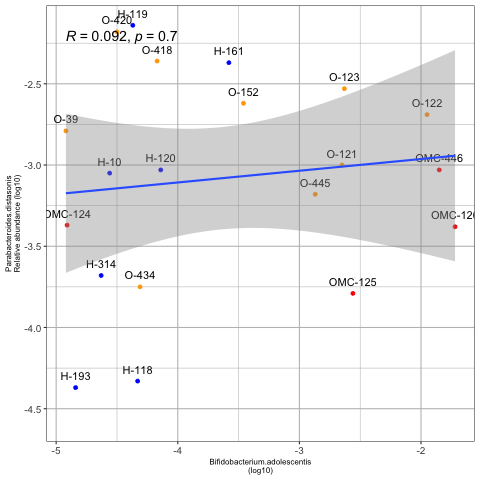 H-119
O-420
R = 0.092, p = 0.7
O-418
H-161
O-123
O-152
O-122
O-39
H-10
H-120
O-121
OMC-446
O-445
OMC-124
OMC-126
H-314
O-434
OMC-125
H-193
H-118
-2.5
-3.0
-3.5
-4.0
-4.5
-5
-4
-3
-2
Parabacteroides.distasonis
Relative abundance (log10)
Bifidobacterium.adolescentis
(log10)